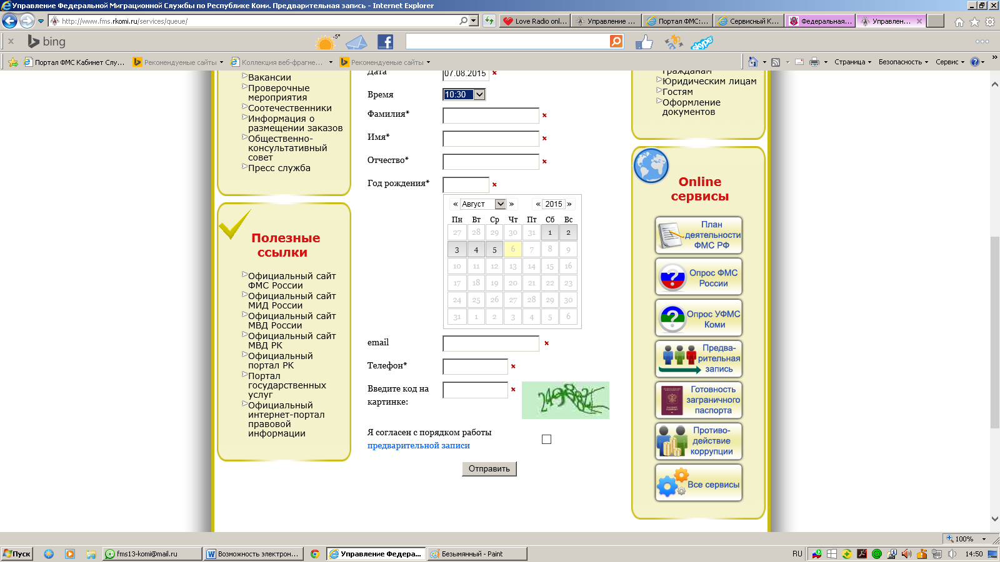 Управление Федеральной Миграционной Службы по Республике Коми. Предварительная запись - Internet Explorer
http://www.fms.rkomi.ru/services/queue/
Love Radio onl...
Управление ...
Портал ФМС:...
Сервисный К...
Федеральная...
Управлен...
bing
-5°
skype
Портал ФМС Кабинет Слу...
Рекомендуемые сайты
Коллекция веб-фрагме...
Рекомендуемые сайты
Страница
Безопасность
Сервис
Вакансии
Проверочные
мероприятия
Соотечественники
Информация о
размещении заказов
Общественно-
консультативный
совет
Пресс служба
Полезные
ссылки
Официальный сайт
ФМС России
Официальный сайт
МИД России
Официальный сайт
МВД России
Официальный сайт
МВД РК
Официальный
портал РК
Портал
государственных
услуг
Официальный
интернет-портал
правовой
информации
Дата 07.08.2015
Время 10:30
Фамилия*
Имя*
Отчество*
Год рождения*
« Август » « 2015 »
Пн Вт Ср Чт Пт Сб Вс
27 28 29 30 31 1 2
3 4 5 6 7 8 9
10 11 12 13 14 15 16
17 18 19 20 21 22 23
24 25 26 27 28 29 30
31 1 2 3 4 5 6
email
Телефон*
Введите код на
картинке:
Я согласен с порядком работы
предварительной записи
Отправить
гражданам
Юридическим лицам
Гостям
Оформление
документов
Online
сервисы
План
деятельности
ФМС РФ
Опрос ФМС
России
Опрос УФМС
Коми
Предва-
рительная
запись
Готовность
заграничного
паспорта
Противо-
действие
коррупции
Все сервисы
100%
Пуск
fms13-komi@mail.ru
Возможность электрон...
Управление Федера...
Безымянный - Paint
RU
14:50